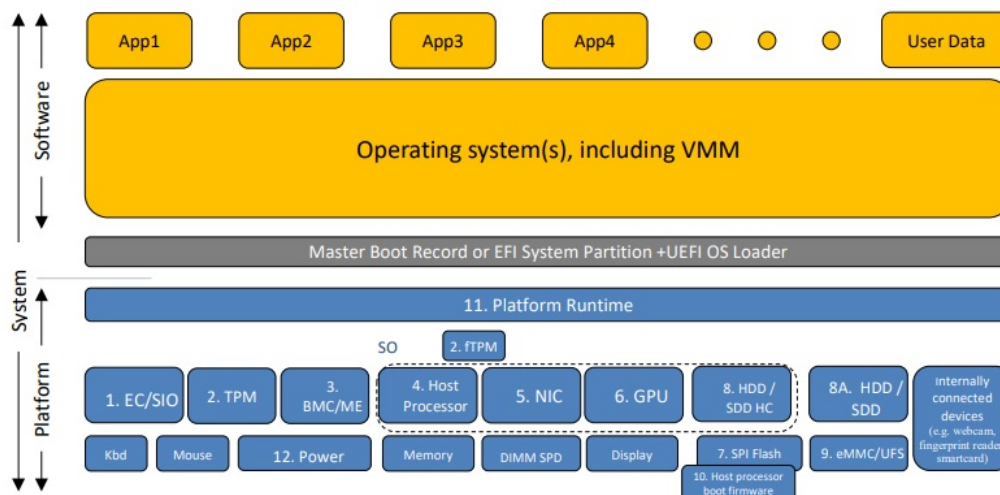 App1
App2
App3
App4
User Data
Software
Operating system(s), including VMM
Master Boot Record or EFI System Partition +UEFI OS Loader
System
11. Platform Runtime
Platform
SO
2. fTPM
1. EC/SIO
2. TPM
3.
BMC/ME
4. Host
Processor
5. NIC
6. GPU
8. HDD /
SDD HC
8A. HDD /
SDD
Internally
connected
devices
(e.g. webcam,
fingerprint reader,
smartcard)
Kbd
Mouse
12. Power
Memory
DIMM SPD
Display
7. SPI Flash
9. eMMC/UFS
10. Host processor
boot firmware